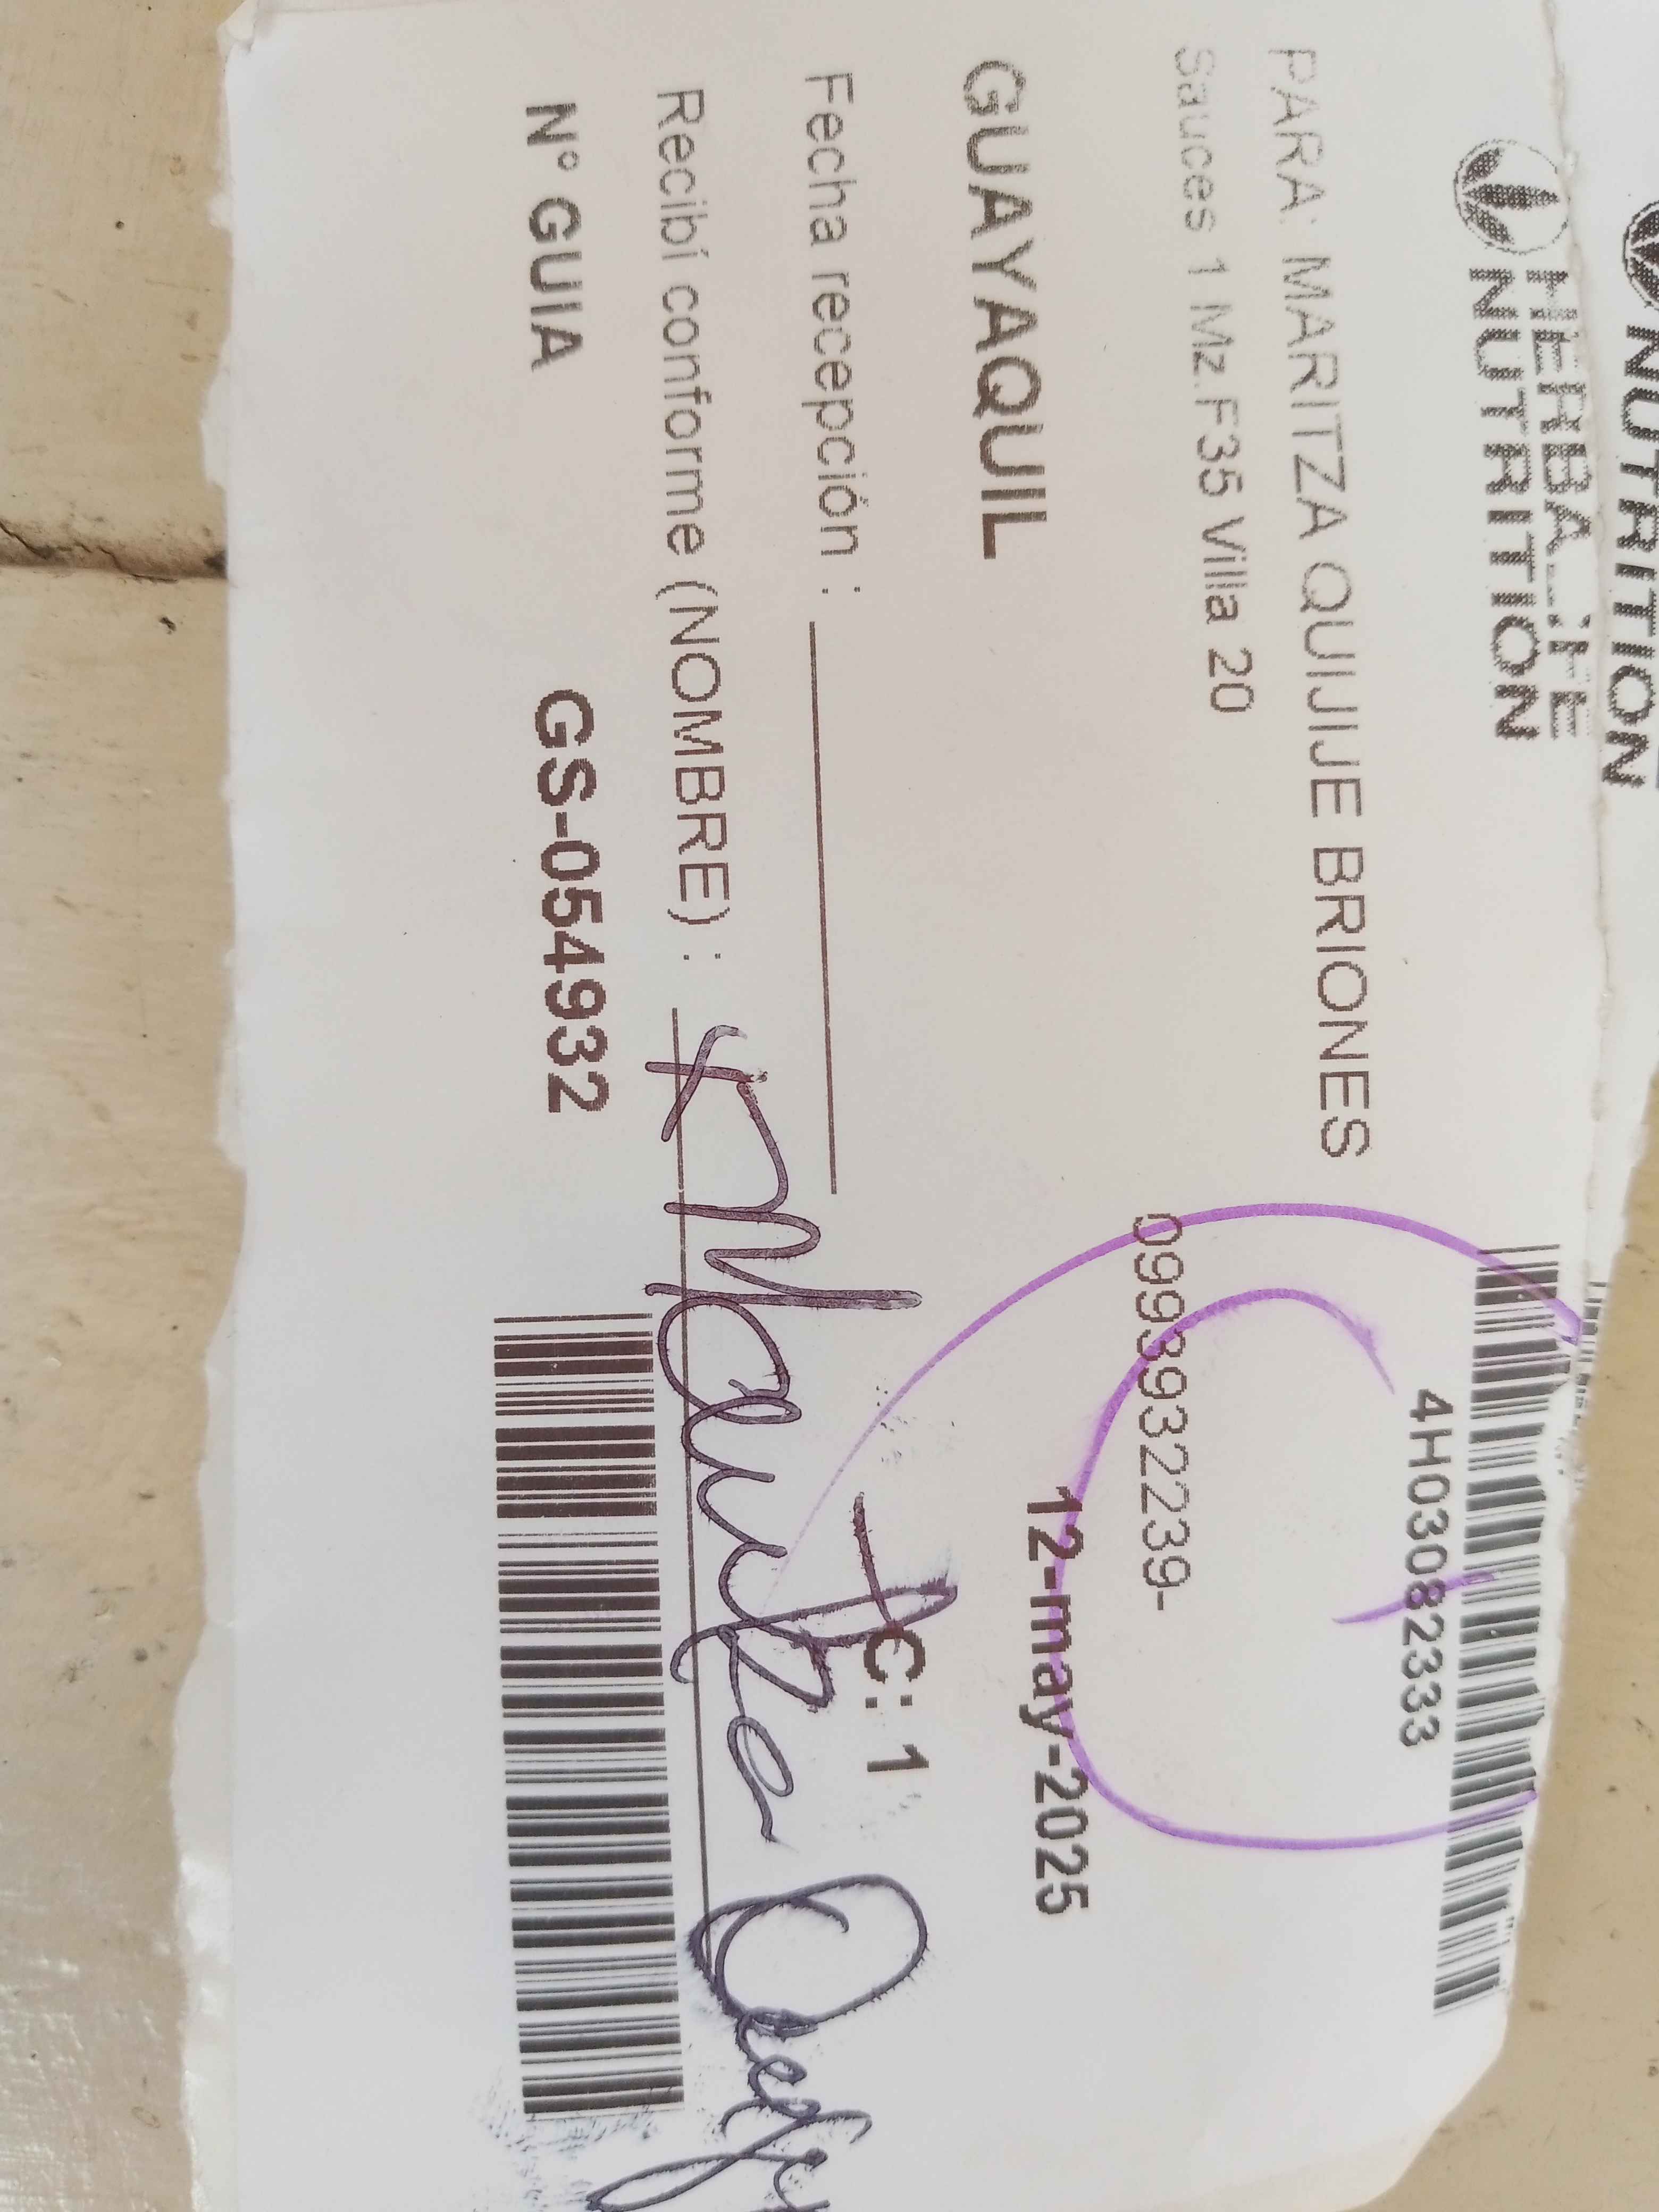 NUTRITION
HERBALIFE
NUTRITION
4H03082333
PARA: MARITZA QUIJIJE BRIONES
Sauces 1 Mz.F35 Villa 20
0993932239-
GUAYAQUIL
12-may-2025
Fecha recepción :
C: 1
Recibí conforme (NOMBRE) : Maritza
N° GUIA GS-054932